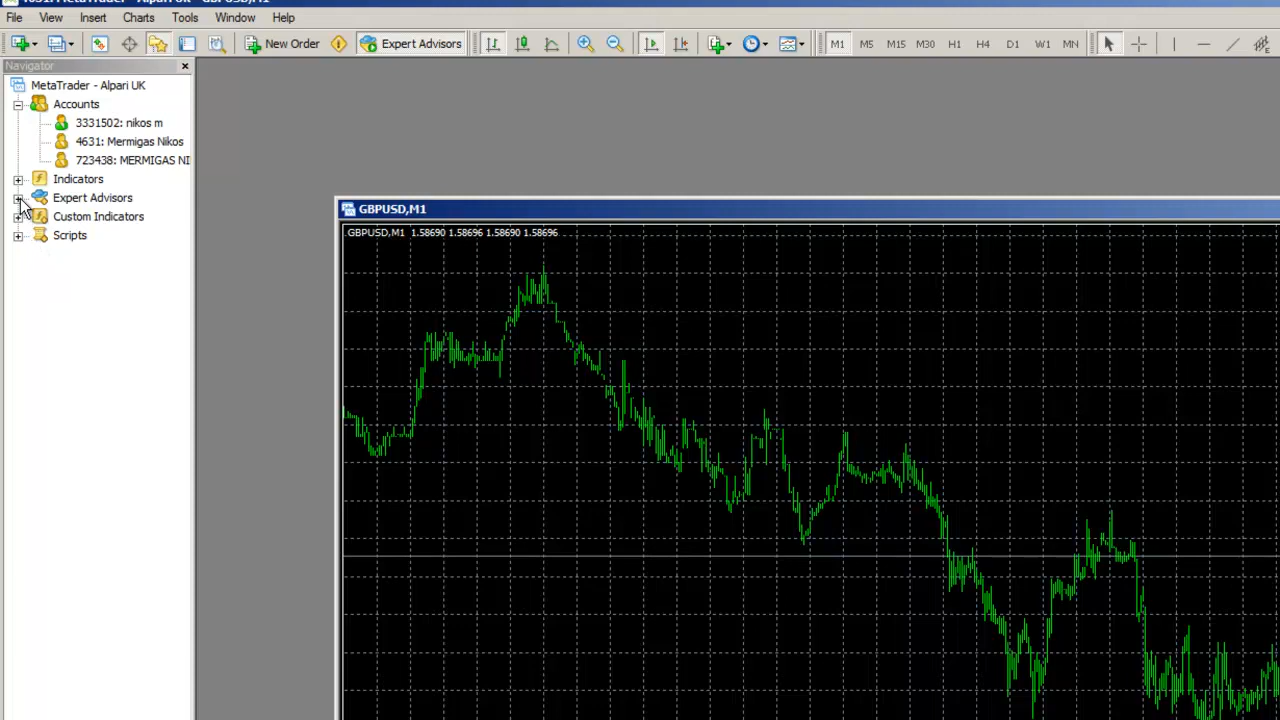 File View Insert Charts Tools Window Help
New Order Expert Advisors M1 M5 M15 M30 H1 H4 D1 W1 MN
Navigator
MetaTrader - Alpari UK
Accounts
3331502: nikos m
4631: Mermigas Nikos
723438: MERMIGAS NI
Indicators
Expert Advisors
Custom Indicators
Scripts
GBPUSD,M1
GBPUSD,M1 1.58690 1.58696 1.58690 1.58696